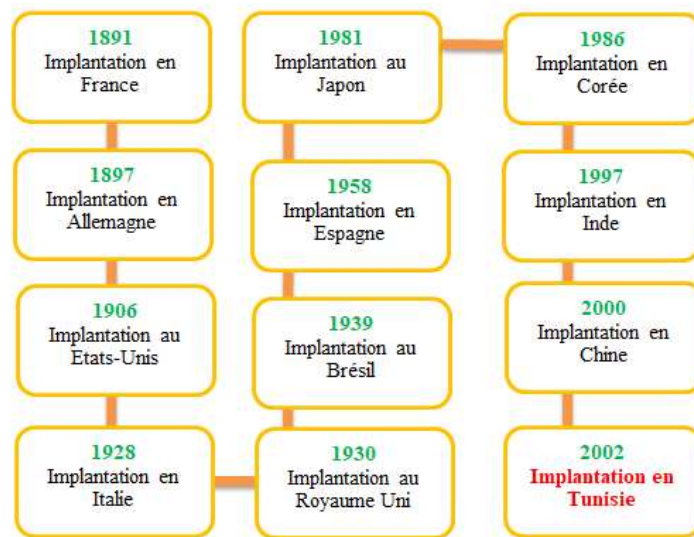 1891
Implantation en
France
1897
Implantation en
Allemagne
1906
Implantation au
Etats-Unis
1928
Implantation en
Italie
1930
Implantation au
Royaume Uni
1939
Implantation au
Brésil
1958
Implantation en
Espagne
1981
Implantation au
Japon
1986
Implantation en
Corée
1997
Implantation en
Inde
2000
Implantation en
Chine
2002
Implantation en
Tunisie